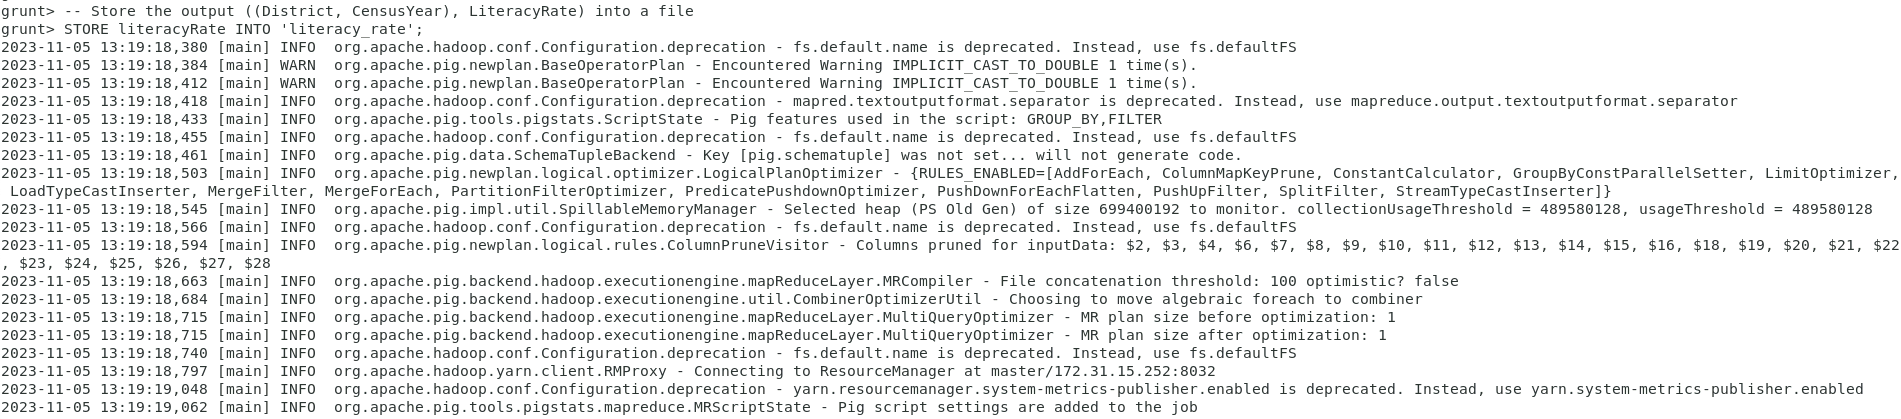 grunt> -- Store the output ((District, CensusYear), LiteracyRate) into a file
grunt> STORE literacyRate INTO 'literacy_rate';
2023-11-05 13:19:18,380 [main] INFO  org.apache.hadoop.conf.Configuration.deprecation - fs.default.name is deprecated. Instead, use fs.defaultFS
2023-11-05 13:19:18,384 [main] WARN  org.apache.pig.newplan.BaseOperatorPlan - Encountered Warning IMPLICIT_CAST_TO_DOUBLE 1 time(s).
2023-11-05 13:19:18,412 [main] WARN  org.apache.pig.newplan.BaseOperatorPlan - Encountered Warning IMPLICIT_CAST_TO_DOUBLE 1 time(s).
2023-11-05 13:19:18,418 [main] INFO  org.apache.hadoop.conf.Configuration.deprecation - mapred.textoutputformat.separator is deprecated. Instead, use mapreduce.output.textoutputformat.separator
2023-11-05 13:19:18,433 [main] INFO  org.apache.pig.tools.pigstats.ScriptState - Pig features used in the script: GROUP_BY,FILTER
2023-11-05 13:19:18,455 [main] INFO  org.apache.hadoop.conf.Configuration.deprecation - fs.default.name is deprecated. Instead, use fs.defaultFS
2023-11-05 13:19:18,461 [main] INFO  org.apache.pig.data.SchemaTupleBackend - Key [pig.schematuple] was not set... will not generate code.
2023-11-05 13:19:18,503 [main] INFO  org.apache.pig.newplan.logical.optimizer.LogicalPlanOptimizer - {RULES_ENABLED=[AddForEach, ColumnMapKeyPrune, ConstantCalculator, GroupByConstParallelSetter, LimitOptimizer,
 LoadTypeCastInserter, MergeFilter, MergeForEach, PartitionFilterOptimizer, PredicatePushdownOptimizer, PushDownForEachFlatten, PushUpFilter, SplitFilter, StreamTypeCastInserter]}
2023-11-05 13:19:18,545 [main] INFO  org.apache.pig.impl.util.SpillableMemoryManager - Selected heap (PS Old Gen) of size 699400192 to monitor. collectionUsageThreshold = 489580128, usageThreshold = 489580128
2023-11-05 13:19:18,566 [main] INFO  org.apache.hadoop.conf.Configuration.deprecation - fs.default.name is deprecated. Instead, use fs.defaultFS
2023-11-05 13:19:18,594 [main] INFO  org.apache.pig.newplan.logical.rules.ColumnPruneVisitor - Columns pruned for inputData: $2, $3, $4, $6, $7, $8, $9, $10, $11, $12, $13, $14, $15, $16, $18, $19, $20, $21, $22
, $23, $24, $25, $26, $27, $28
2023-11-05 13:19:18,663 [main] INFO  org.apache.pig.backend.hadoop.executionengine.mapReduceLayer.MRCompiler - File concatenation threshold: 100 optimistic? false
2023-11-05 13:19:18,684 [main] INFO  org.apache.pig.backend.hadoop.executionengine.util.CombinerOptimizerUtil - Choosing to move algebraic foreach to combiner
2023-11-05 13:19:18,715 [main] INFO  org.apache.pig.backend.hadoop.executionengine.mapReduceLayer.MultiQueryOptimizer - MR plan size before optimization: 1
2023-11-05 13:19:18,715 [main] INFO  org.apache.pig.backend.hadoop.executionengine.mapReduceLayer.MultiQueryOptimizer - MR plan size after optimization: 1
2023-11-05 13:19:18,740 [main] INFO  org.apache.hadoop.conf.Configuration.deprecation - fs.default.name is deprecated. Instead, use fs.defaultFS
2023-11-05 13:19:18,797 [main] INFO  org.apache.hadoop.yarn.client.RMProxy - Connecting to ResourceManager at master/172.31.15.252:8032
2023-11-05 13:19:19,048 [main] INFO  org.apache.hadoop.conf.Configuration.deprecation - yarn.resourcemanager.system-metrics-publisher.enabled is deprecated. Instead, use yarn.system-metrics-publisher.enabled
2023-11-05 13:19:19,062 [main] INFO  org.apache.pig.tools.pigstats.mapreduce.MRScriptState - Pig script settings are added to the job